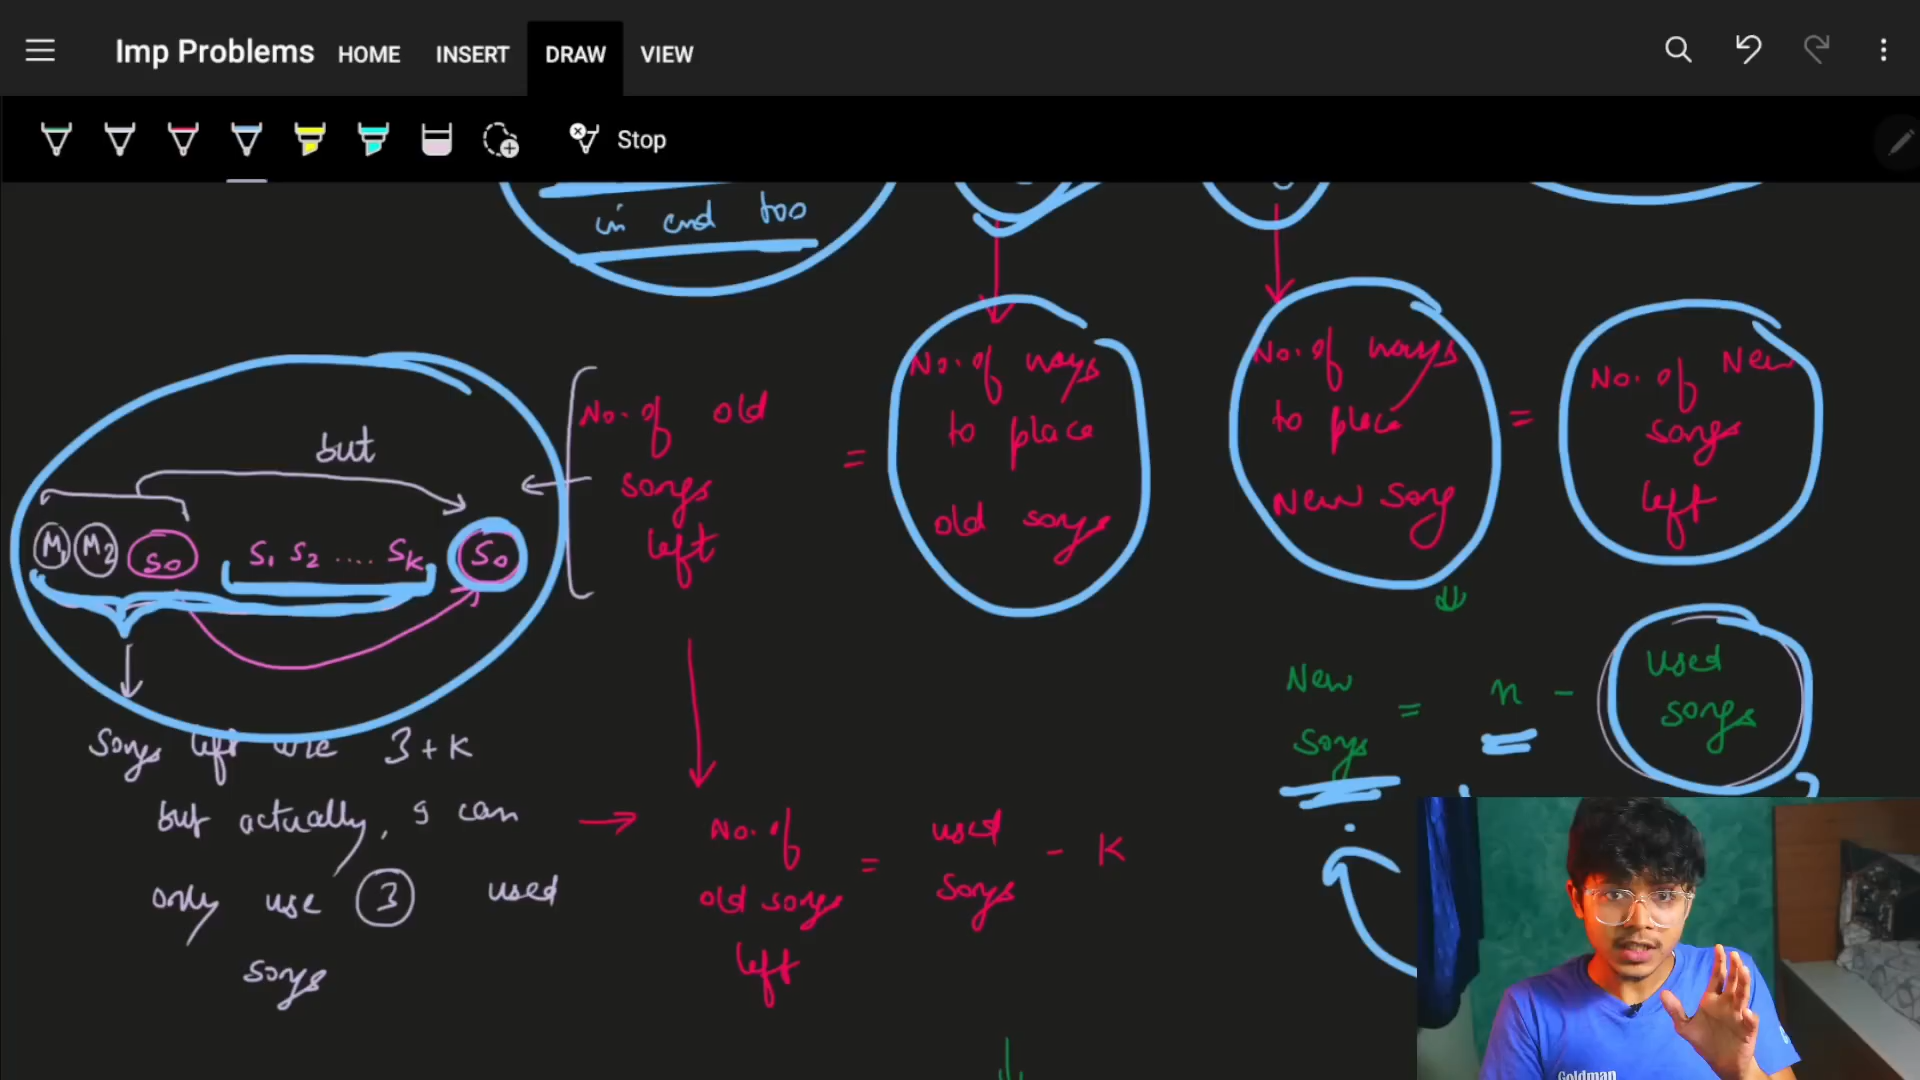 Imp Problems HOME INSERT DRAW VIEW
Stop
in end too
but
M1 M2 so S1 S2 .... SK So
songs left are 3+K
but actually, I can
only use 3 used
songs
No. of old
songs
left
=
No. of ways
to place
old songs
No. of ways
to place
New Song
=
No. of New
songs
left
No. of
old songs
left
=
used
songs
- K
New
Songs
=
n -
Used
songs
Goldman